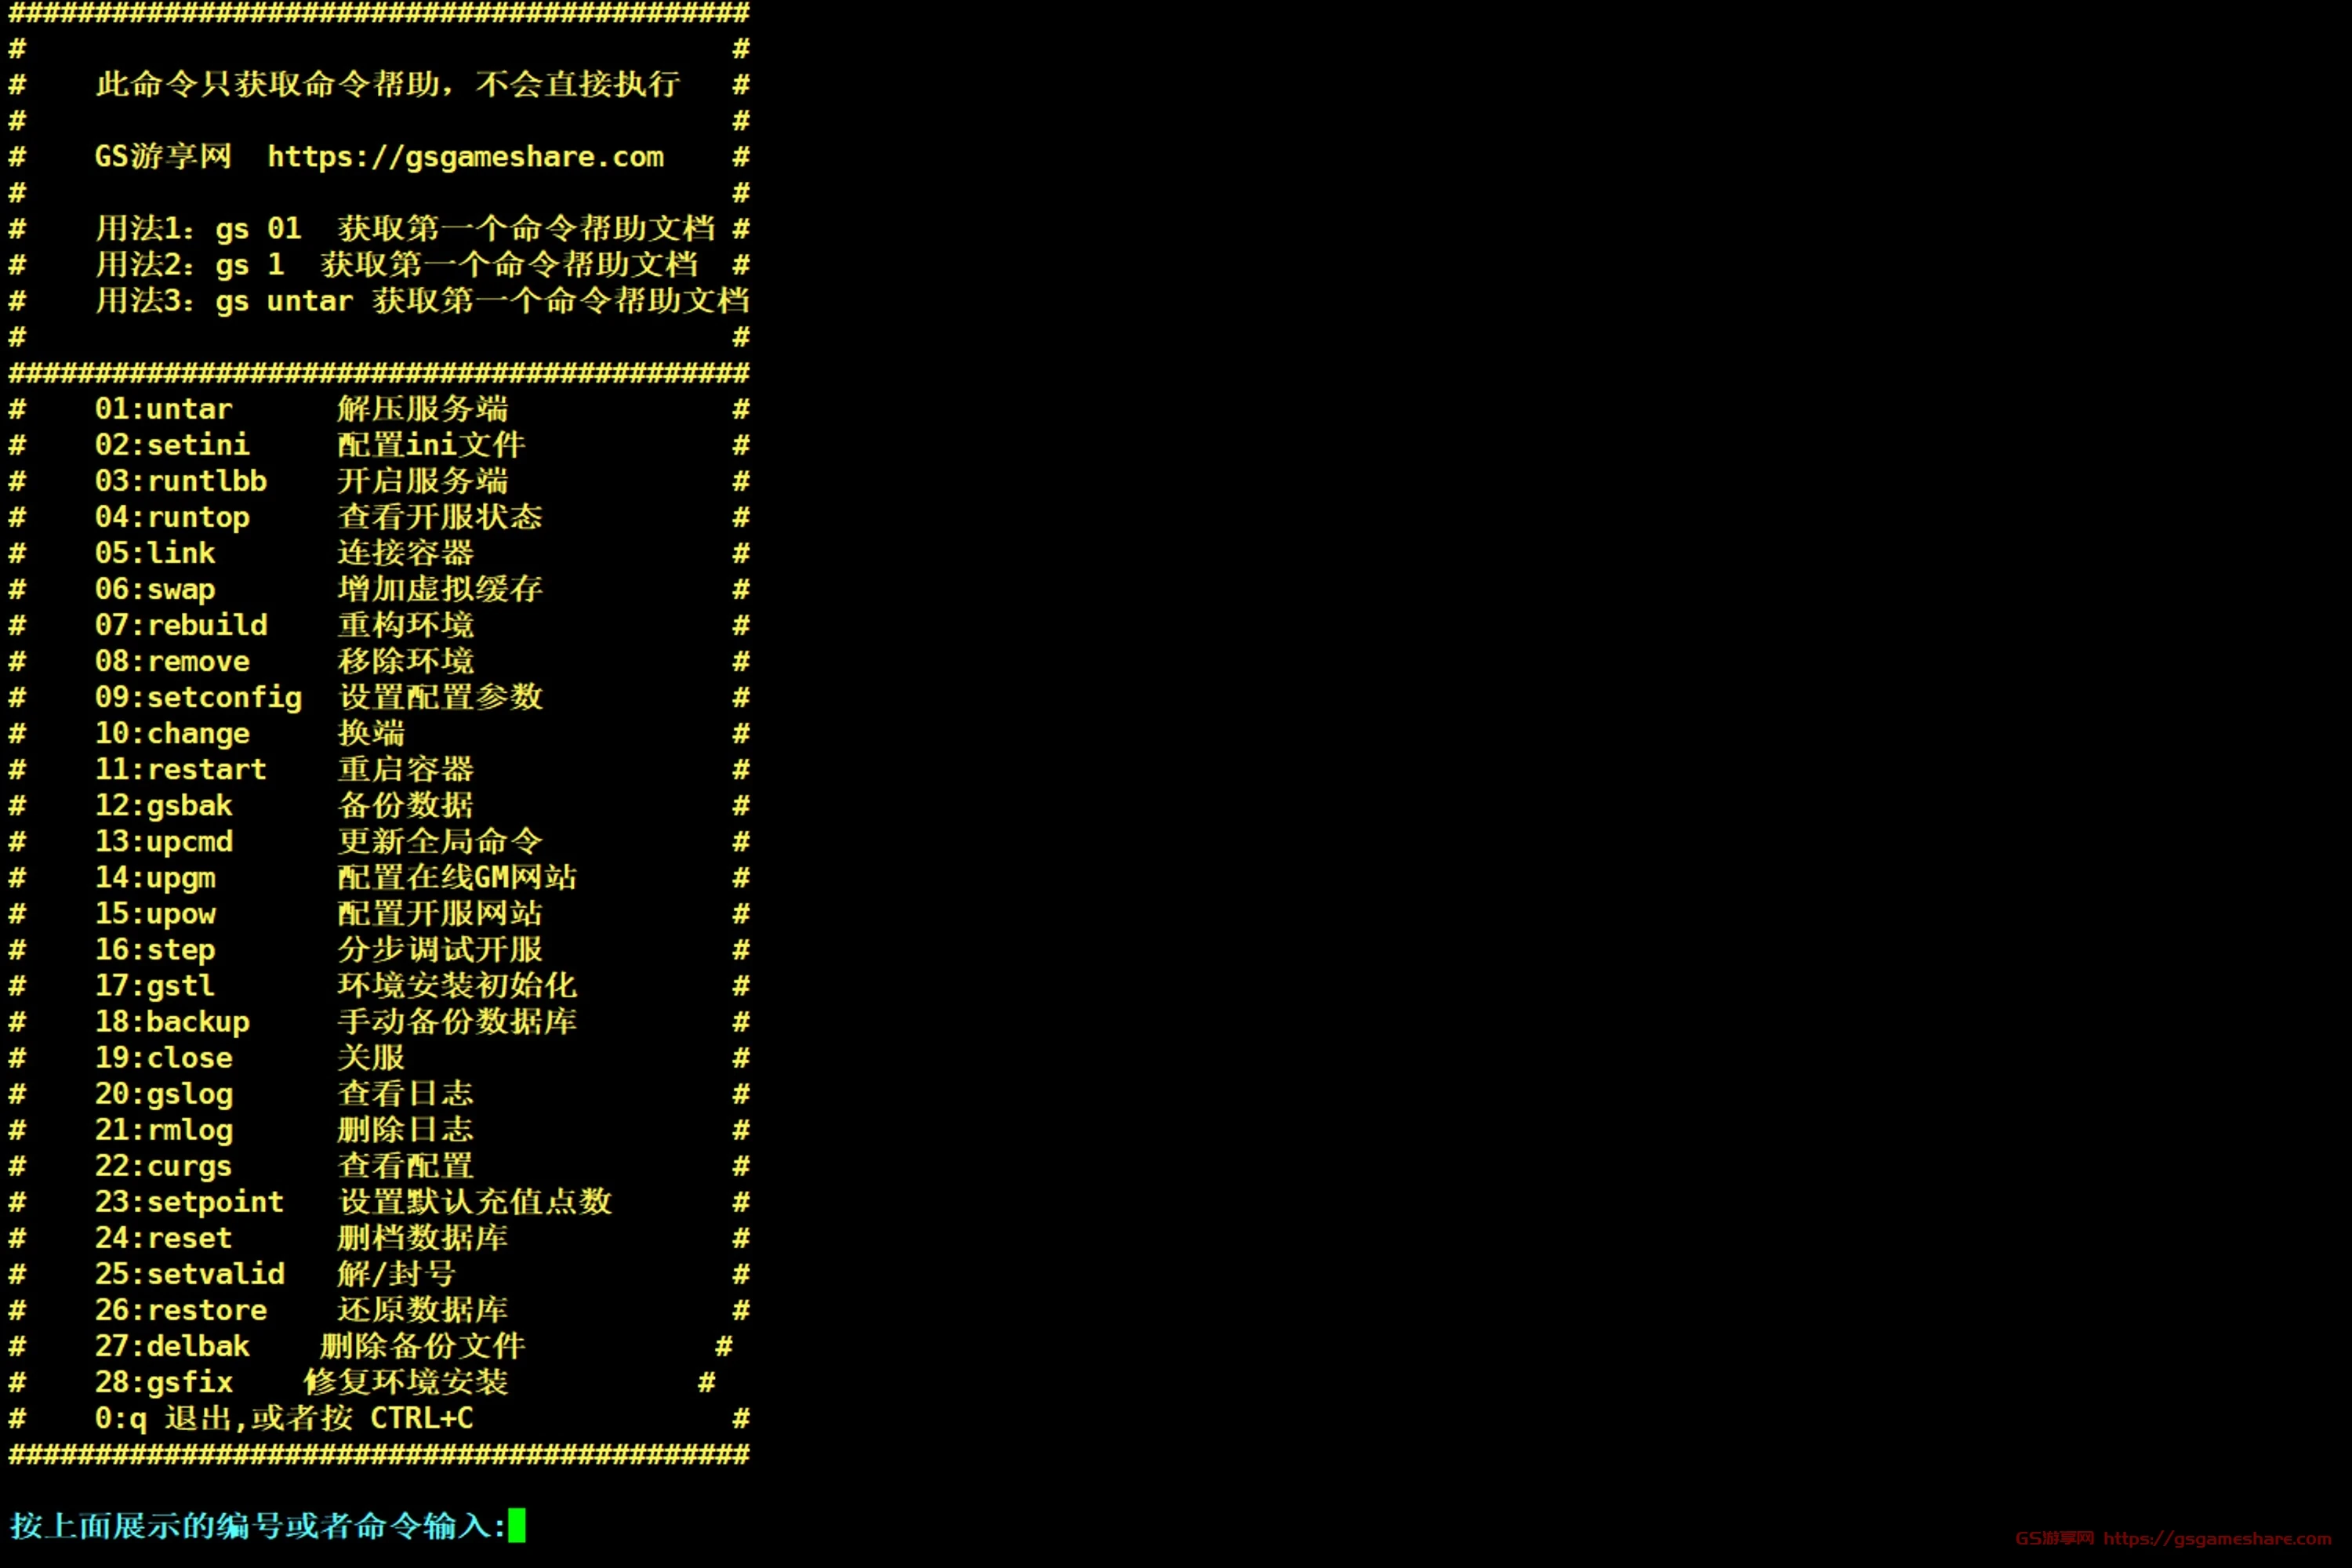 ###########################################
#                                         #
#    此命令只获取命令帮助，不会直接执行   #
#                                         #
#    GS游享网  https://gsgameshare.com    #
#                                         #
#    用法1：gs 01  获取第一个命令帮助文档 #
#    用法2：gs 1  获取第一个命令帮助文档  #
#    用法3：gs untar 获取第一个命令帮助文档
#                                         #
###########################################
#    01:untar      解压服务端             #
#    02:setini     配置ini文件            #
#    03:runtlbb    开启服务端             #
#    04:runtop     查看开服状态           #
#    05:link       连接容器               #
#    06:swap       增加虚拟缓存           #
#    07:rebuild    重构环境               #
#    08:remove     移除环境               #
#    09:setconfig  设置配置参数           #
#    10:change     换端                   #
#    11:restart    重启容器               #
#    12:gsbak      备份数据               #
#    13:upcmd      更新全局命令           #
#    14:upgm       配置在线GM网站         #
#    15:upow       配置开服网站           #
#    16:step       分步调试开服           #
#    17:gstl       环境安装初始化         #
#    18:backup     手动备份数据库         #
#    19:close      关服                   #
#    20:gslog      查看日志               #
#    21:rmlog      删除日志               #
#    22:curgs      查看配置               #
#    23:setpoint   设置默认充值点数       #
#    24:reset      删档数据库             #
#    25:setvalid   解/封号                #
#    26:restore    还原数据库             #
#    27:delbak    删除备份文件           #
#    28:gsfix    修复环境安装           #
#    0:q 退出,或者按 CTRL+C               #
###########################################
按上面展示的编号或者命令输入:
GS游享网 https://gsgameshare.com